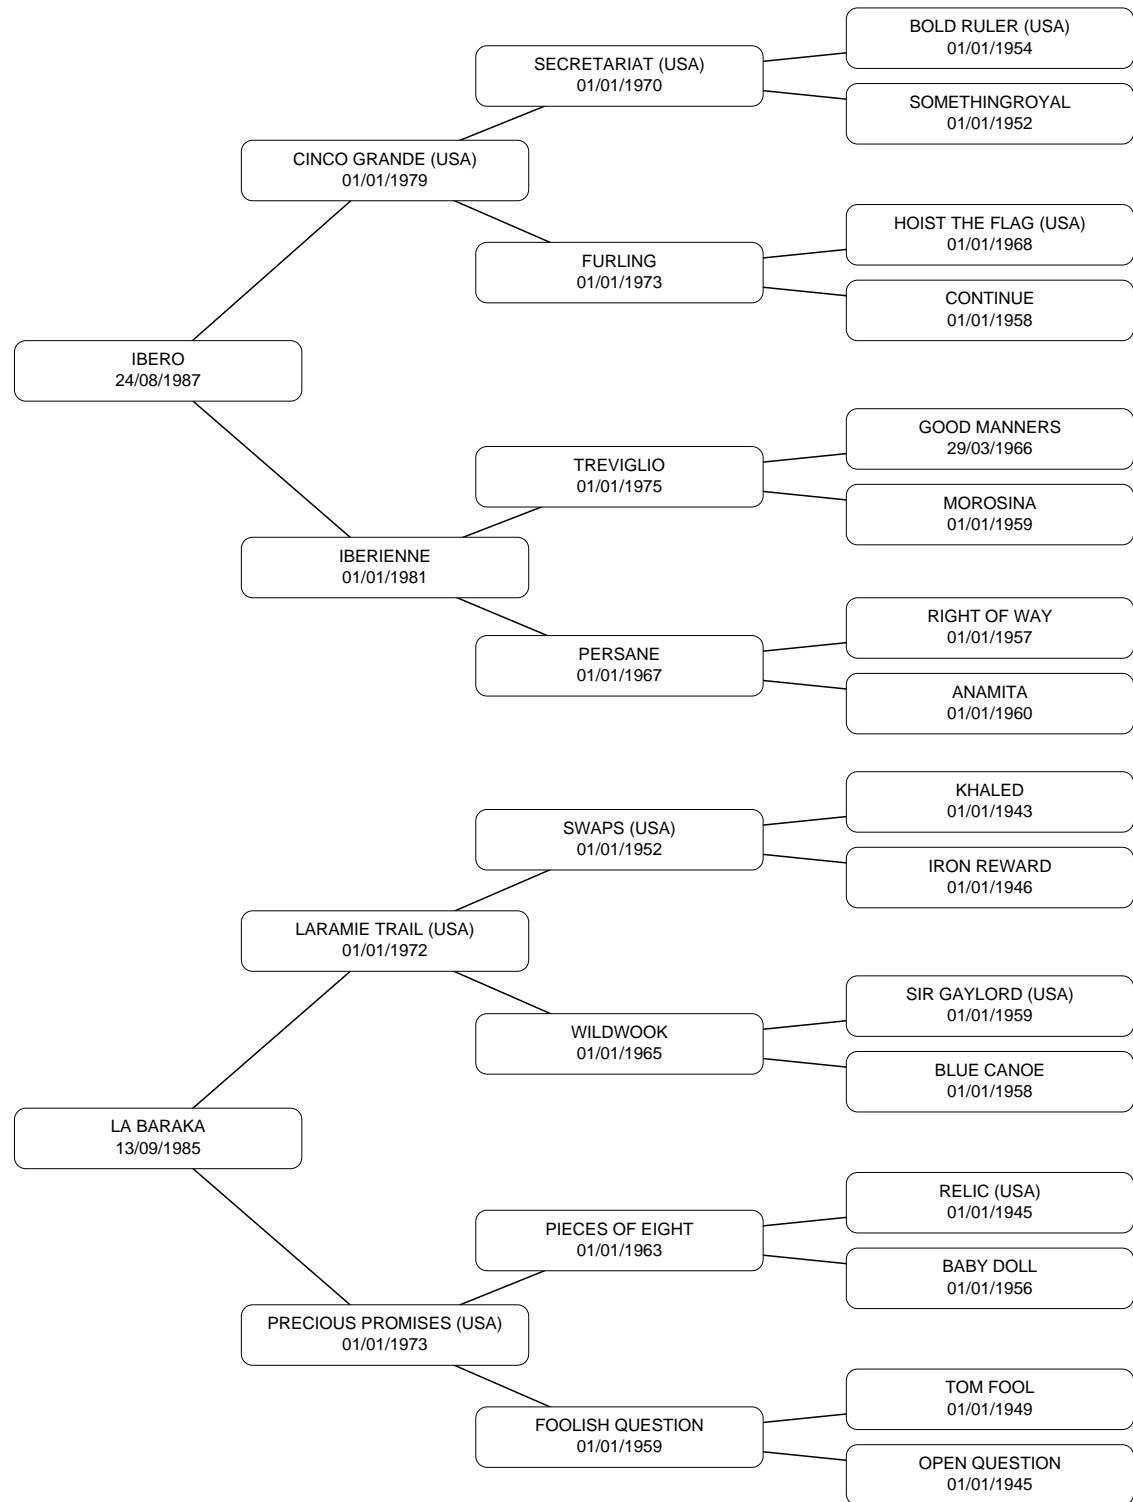 BOLD RULER (USA)
01/01/1954
SECRETARIAT (USA)
01/01/1970
SOMETHINGROYAL
01/01/1952
CINCO GRANDE (USA)
01/01/1979
HOIST THE FLAG (USA)
01/01/1968
FURLING
01/01/1973
CONTINUE
01/01/1958
IBERO
24/08/1987
GOOD MANNERS
29/03/1966
TREVIGLIO
01/01/1975
MOROSINA
01/01/1959
IBERIENNE
01/01/1981
RIGHT OF WAY
01/01/1957
PERSANE
01/01/1967
ANAMITA
01/01/1960
KHALED
01/01/1943
SWAPS (USA)
01/01/1952
IRON REWARD
01/01/1946
LARAMIE TRAIL (USA)
01/01/1972
SIR GAYLORD (USA)
01/01/1959
WILDWOOK
01/01/1965
BLUE CANOE
01/01/1958
LA BARAKA
13/09/1985
RELIC (USA)
01/01/1945
PIECES OF EIGHT
01/01/1963
BABY DOLL
01/01/1956
PRECIOUS PROMISES (USA)
01/01/1973
TOM FOOL
01/01/1949
FOOLISH QUESTION
01/01/1959
OPEN QUESTION
01/01/1945